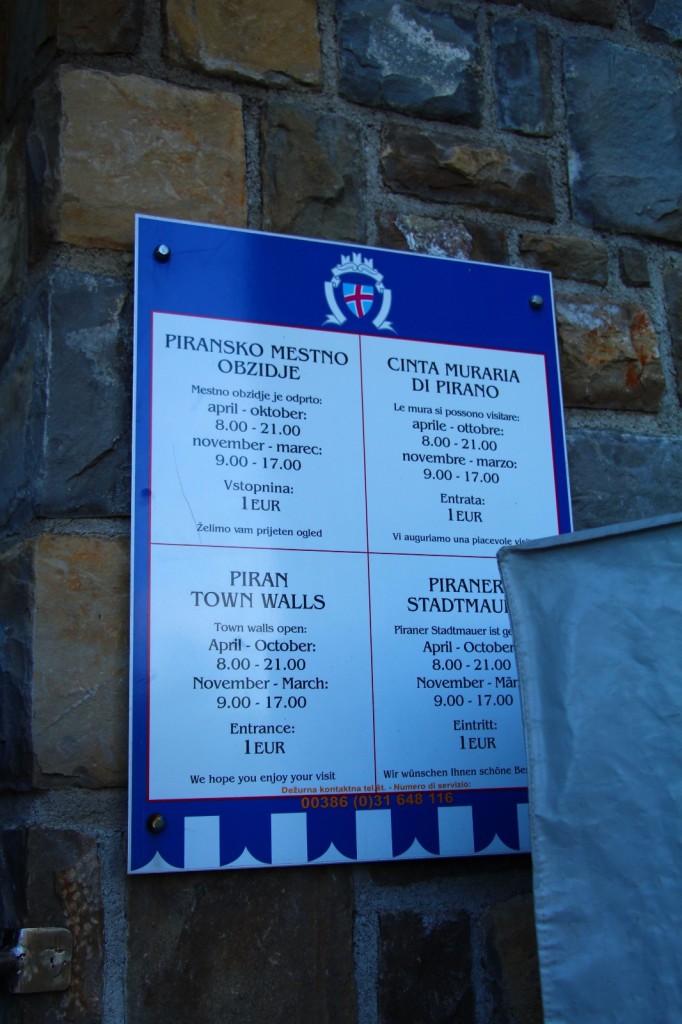 PIRANSKO MESTNO
OBZIDJE
Mestno obzidje je odprto:
april - oktober:
8.00 - 21.00
november - marec:
9.00 - 17.00
Vstopnina:
1EUR
Želimo vam prijeten ogled
CINTA MURARIA
DI PIRANO
Le mura si possono visitare:
aprile - ottobre:
8.00 - 21.00
novembre - marzo:
9.00 - 17.00
Entrata:
1EUR
Vi auguriamo una piacevole
PIRAN
TOWN WALLS
Town walls open:
April - October:
8.00 - 21.00
November - March:
9.00 - 17.00
Entrance:
1EUR
We hope you enjoy your visit
PIRANER
Piraner Stadtmauer ist
April - October
8.00 - 21.00
November -
9.00 - 17.00
Eintritt:
1EUR
Wir wünschen Ihnen schöne
Dežurna kontaktna tel.št. - Numero di servizio:
00386 (0)31 648 116